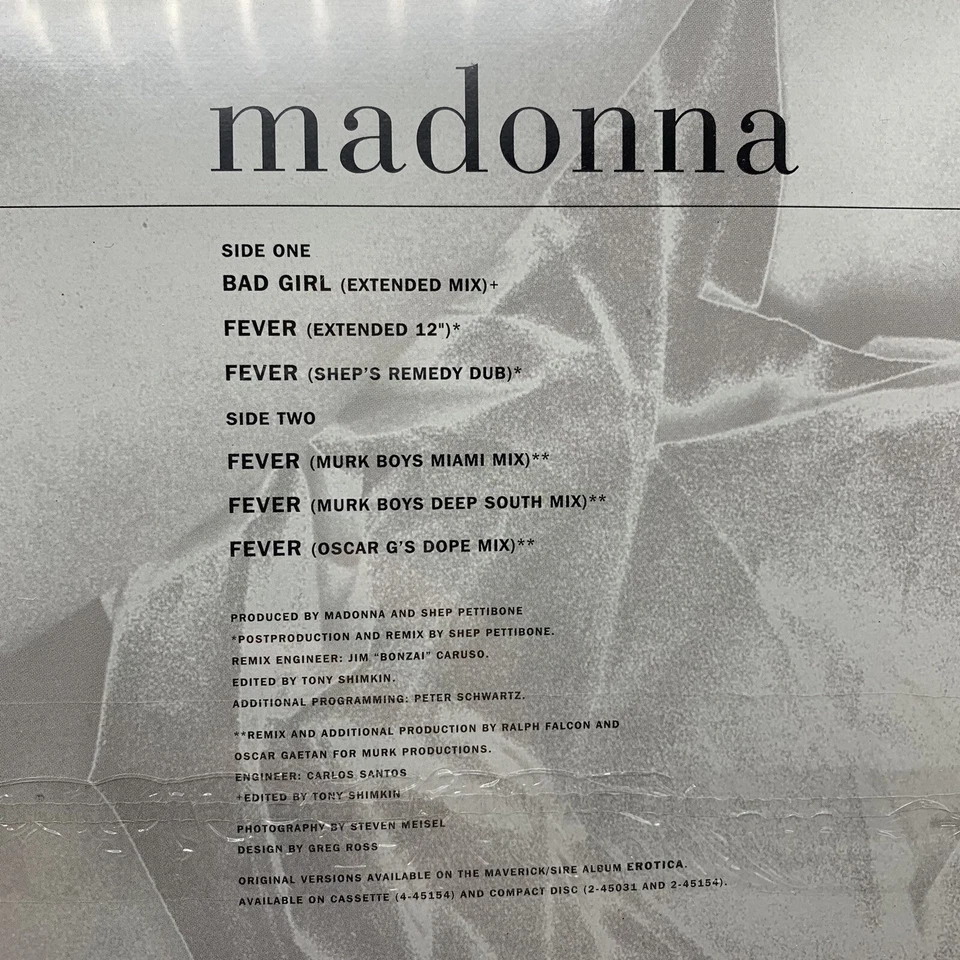 madonna
SIDE ONE
BAD GIRL (EXTENDED MIX)+
FEVER (EXTENDED 12")*
FEVER (SHEP'S REMEDY DUB)*
SIDE TWO
FEVER (MURK BOYS MIAMI MIX)**
FEVER (MURK BOYS DEEP SOUTH MIX)**
FEVER (OSCAR G'S DOPE MIX)**
PRODUCED BY MADONNA AND SHEP PETTIBONE
*POSTPRODUCTION AND REMIX BY SHEP PETTIBONE.
REMIX ENGINEER: JIM "BONZAI" CARUSO.
EDITED BY TONY SHIMKIN.
ADDITIONAL PROGRAMMING: PETER SCHWARTZ.
**REMIX AND ADDITIONAL PRODUCTION BY RALPH FALCON AND
OSCAR GAETAN FOR MURK PRODUCTIONS.
ENGINEER: CARLOS SANTOS
+EDITED BY TONY SHIMKIN
PHOTOGRAPHY BY STEVEN MEISEL
DESIGN BY GREG ROSS
ORIGINAL VERSIONS AVAILABLE ON THE MAVERICK/SIRE ALBUM EROTICA.
AVAILABLE ON CASSETTE (4-45154) AND COMPACT DISC (2-45031 AND 2-45154).